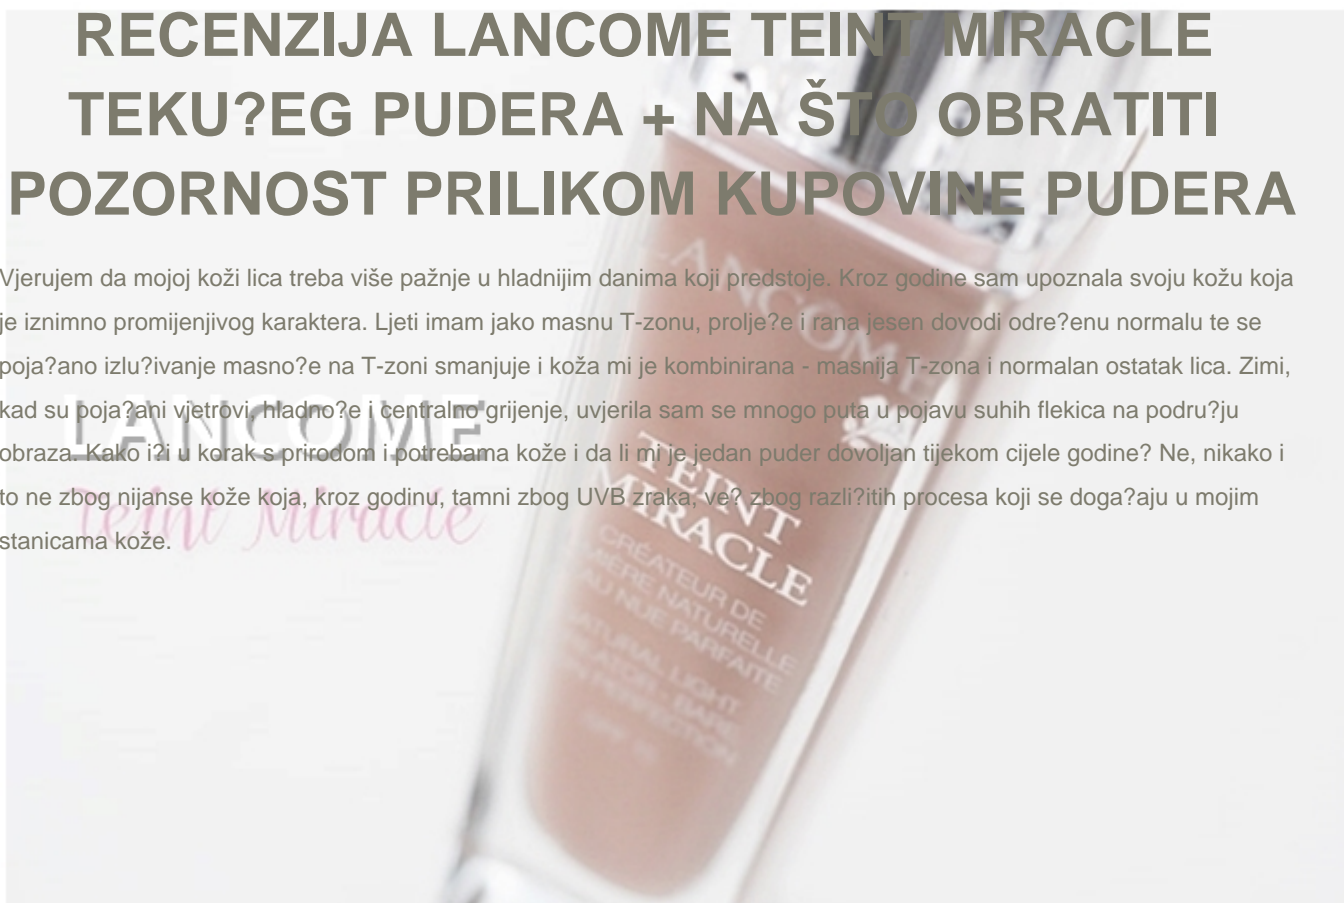 RECENZIJA LANCOME TEINT MIRACLE
TEKU?EG PUDERA + NA ŠTO OBRATITI
POZORNOST PRILIKOM KUPOVINE PUDERA
Vjerujem da mojoj koži lica treba više pažnje u hladnijim danima koji predstoje. Kroz godine sam upoznala svoju kožu koja
je iznimno promijenjivog karaktera. Ljeti imam jako masnu T-zonu, prolje?e i rana jesen dovodi odre?enu normalu te se
poja?ano izlu?ivanje masno?e na T-zoni smanjuje i koža mi je kombinirana - masnija T-zona i normalan ostatak lica. Zimi,
kad su poja?ani vjetrovi, hladno?e i centralno grijenje, uvjerila sam se mnogo puta u pojavu suhih flekica na podru?ju
obraza. Kako i?i u korak s prirodom i potrebama kože i da li mi je jedan puder dovoljan tijekom cijele godine? Ne, nikako i
to ne zbog nijanse kože koja, kroz godinu, tamni zbog UVB zraka, ve? zbog razli?itih procesa koji se doga?aju u mojim
stanicama kože.
LANCOME
Teint Miracle
LANCOME
TEINT
MIRACLE
CRÉATEUR DE
LUMIÈRE NATURELLE
PEAU NUE PARFAITE
NATURAL LIGHT
CREATOR - BARE
SKIN PERFECTION